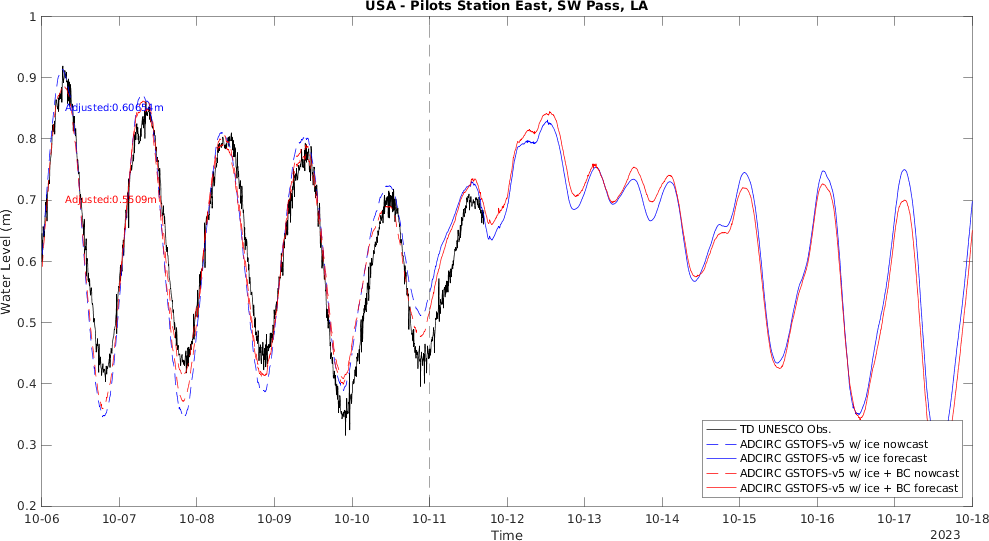 USA - Pilots Station East, SW Pass, LA
1
0.9
0.8
0.7
0.6
0.5
0.4
0.3
0.2
Water Level (m)
Adjusted:0.60654m
Adjusted:0.5509m
TD UNESCO Obs.
ADCIRC GSTOFS-v5 w/ ice nowcast
ADCIRC GSTOFS-v5 w/ ice forecast
ADCIRC GSTOFS-v5 w/ ice + BC nowcast
ADCIRC GSTOFS-v5 w/ ice + BC forecast
10-06 10-07 10-08 10-09 10-10 10-11 10-12 10-13 10-14 10-15 10-16 10-17 10-18
Time
2023